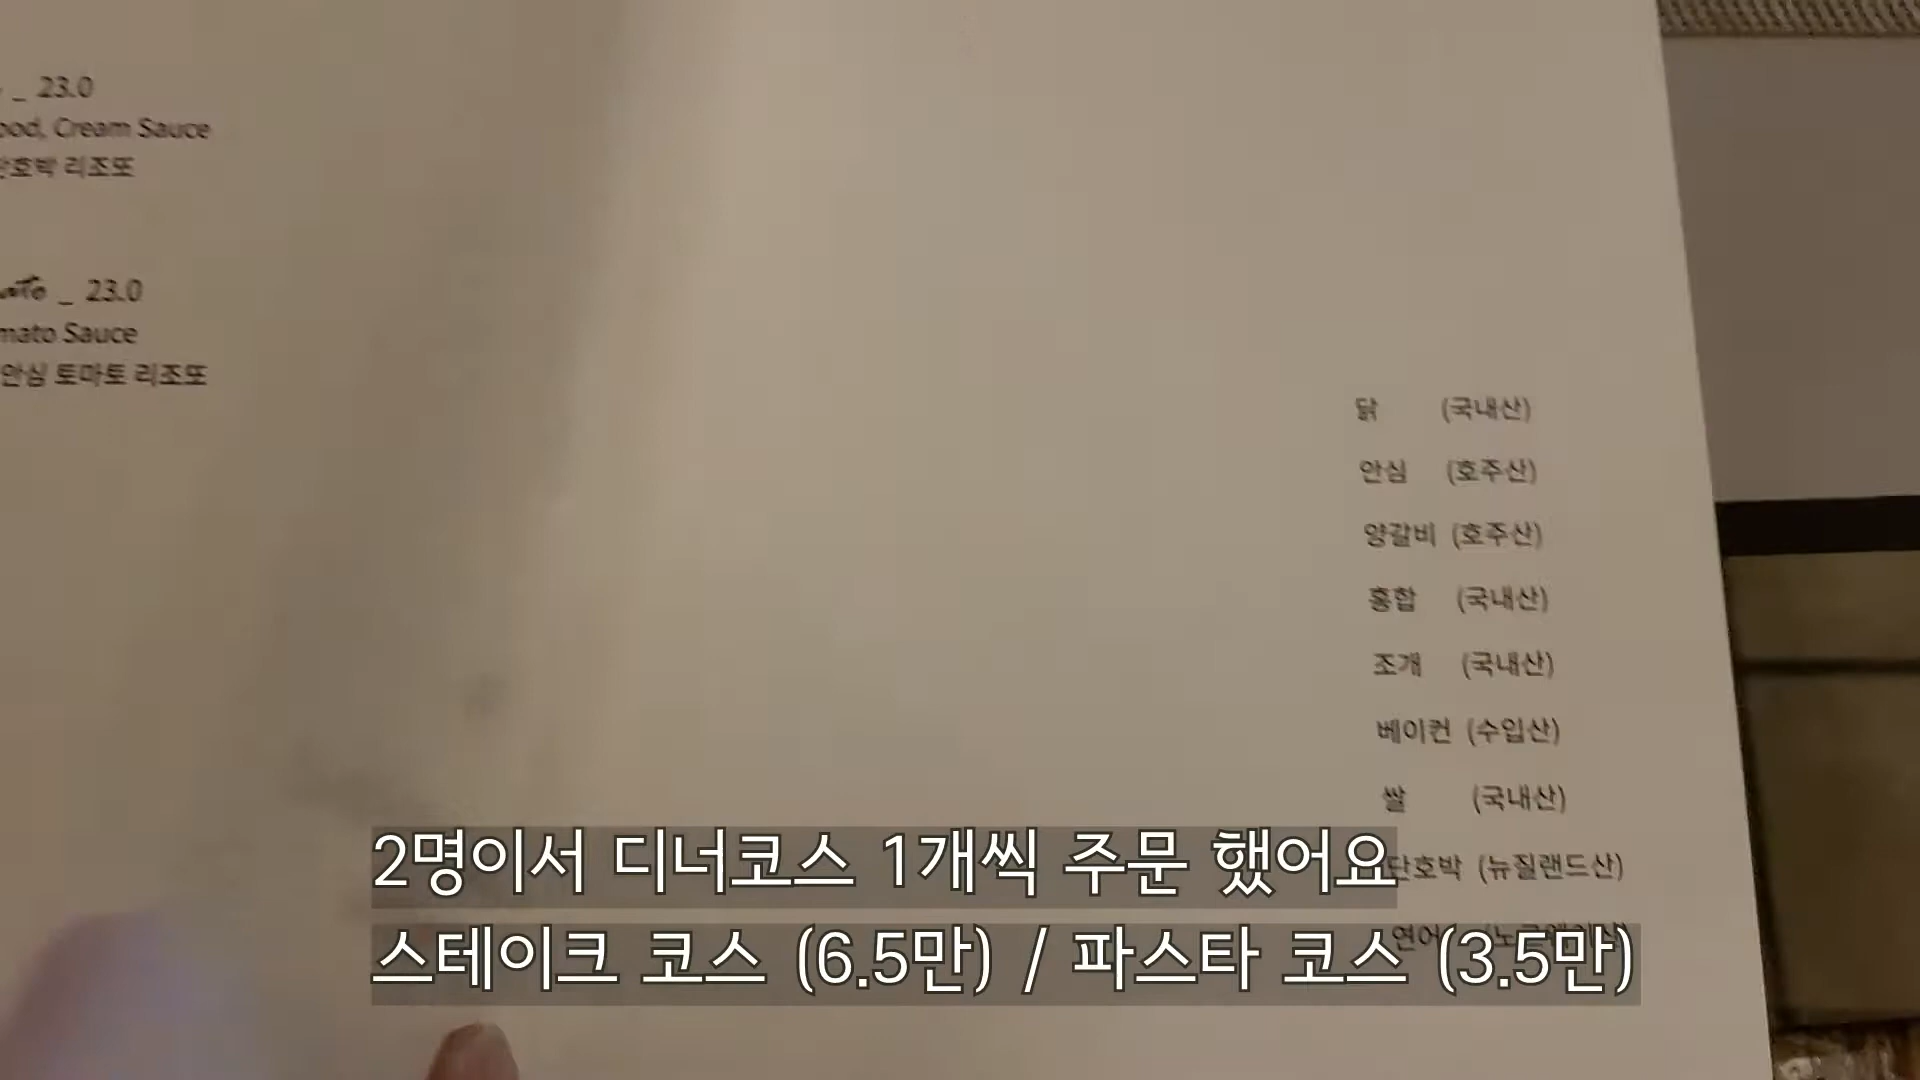 _ 23.0
ood, Cream Sauce
단호박 리조또
ato _ 23.0
mato Sauce
안심 토마토 리조또
닭 (국내산)
안심 (호주산)
양갈비 (호주산)
홍합 (국내산)
조개 (국내산)
베이컨 (수입산)
쌀 (국내산)
단호박 (뉴질랜드산)
연어
2명이서 디너코스 1개씩 주문 했어요
스테이크 코스 (6.5만) / 파스타 코스 (3.5만)